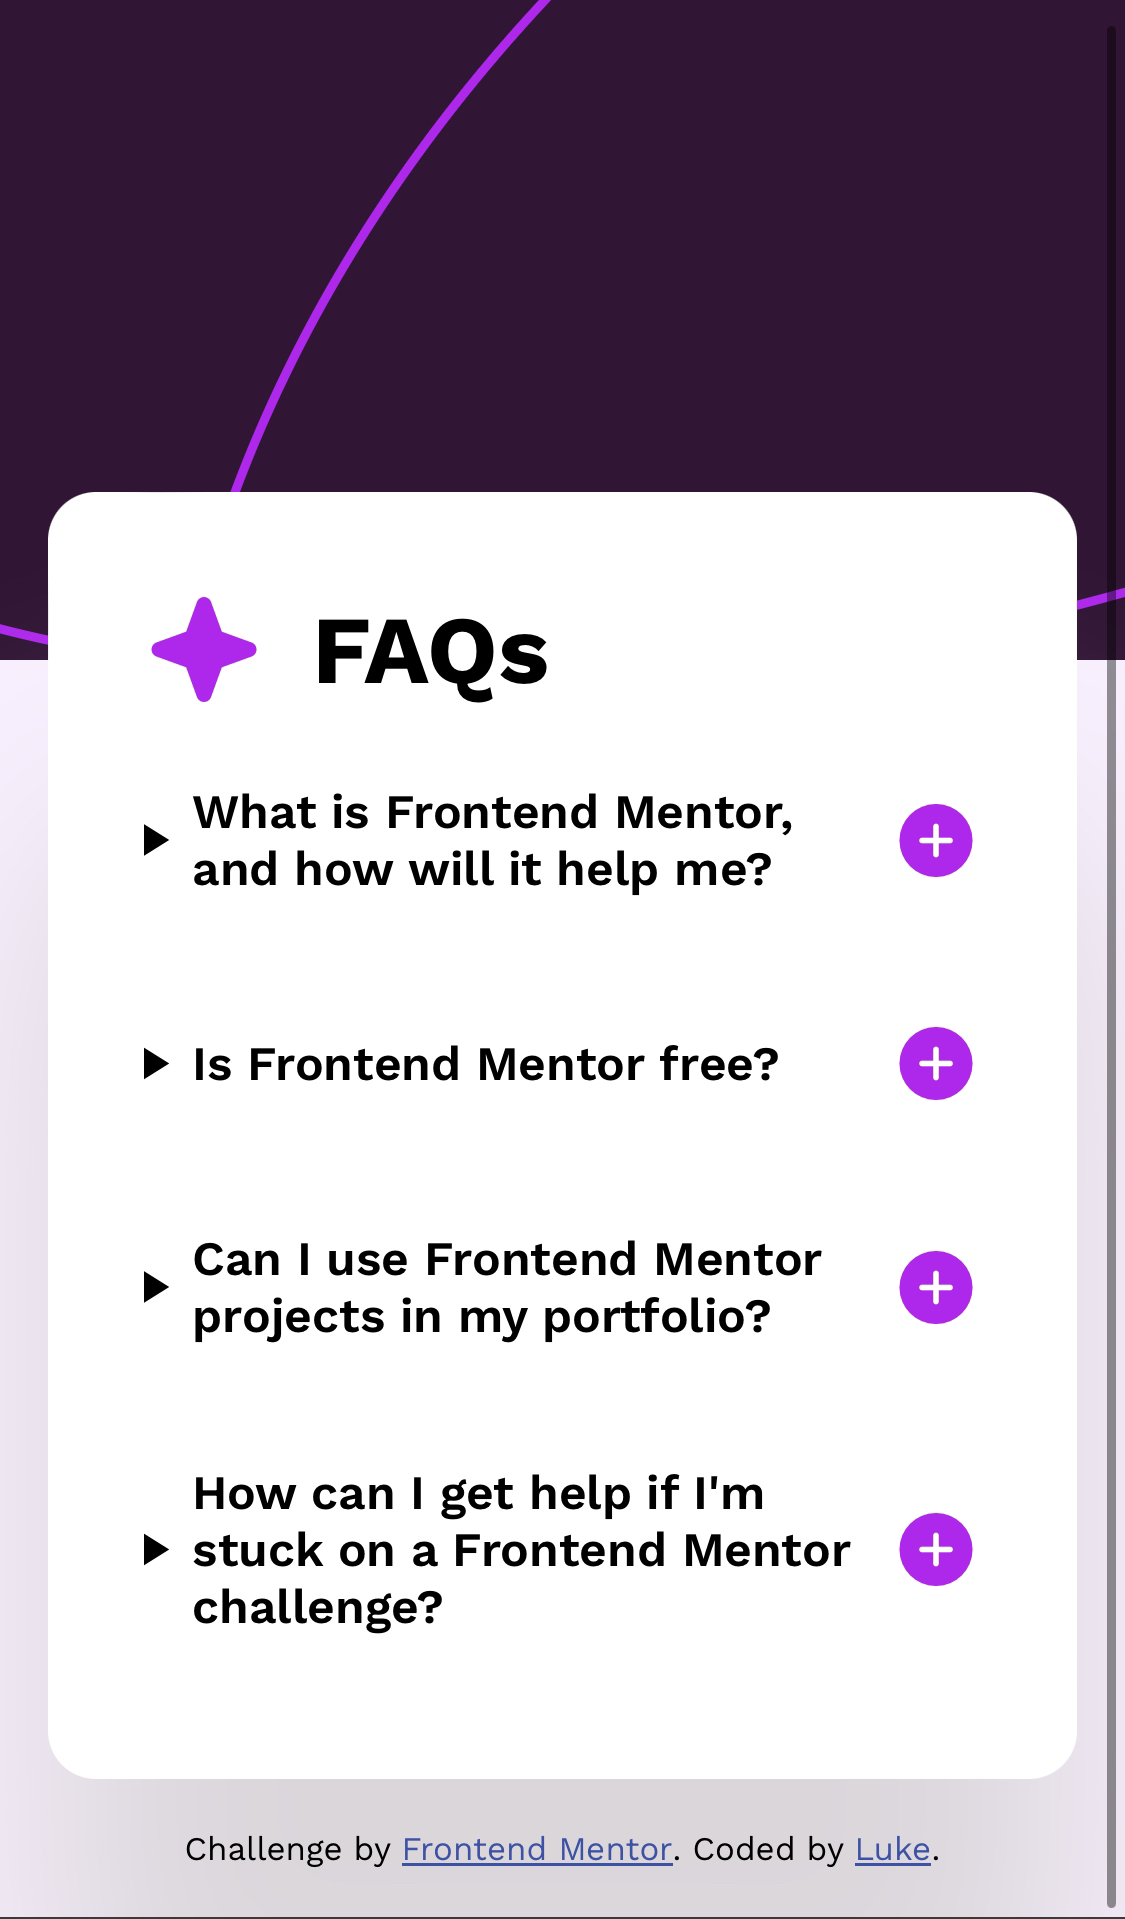 FAQs
What is Frontend Mentor,
and how will it help me?
Is Frontend Mentor free?
Can I use Frontend Mentor
projects in my portfolio?
How can I get help if I'm
stuck on a Frontend Mentor
challenge?
Challenge by Frontend Mentor. Coded by Luke.